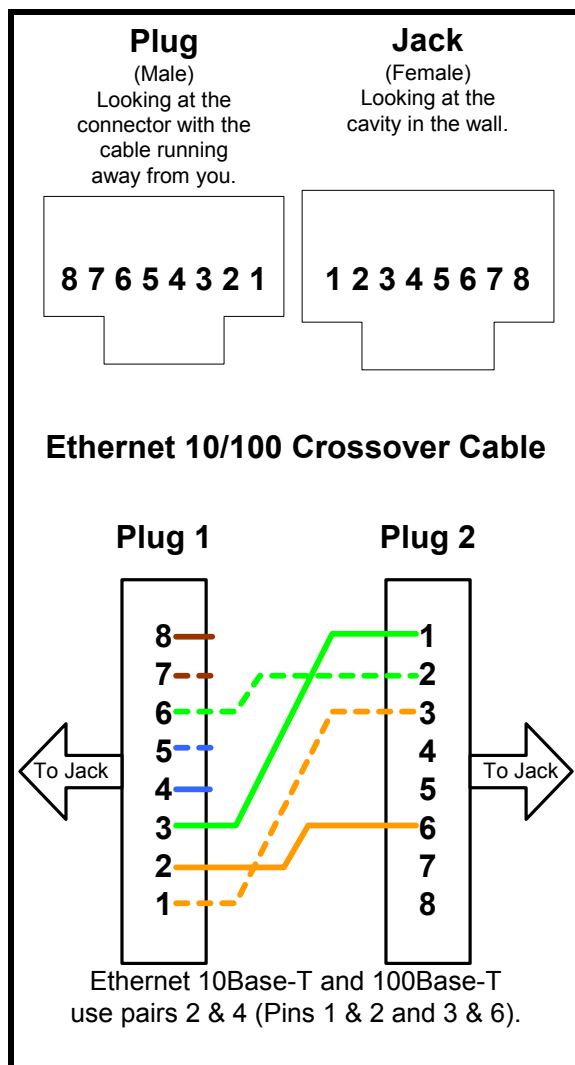 Plug
(Male)
Looking at the
connector with the
cable running
away from you.
Jack
(Female)
Looking at the
cavity in the wall.
8 7 6 5 4 3 2 1
1 2 3 4 5 6 7 8
Ethernet 10/100 Crossover Cable
Plug 1
8
7
6
5
4
3
2
1
To Jack
Plug 2
1
2
3
4
5
6
7
8
To Jack
Ethernet 10Base-T and 100Base-T
use pairs 2 & 4 (Pins 1 & 2 and 3 & 6).